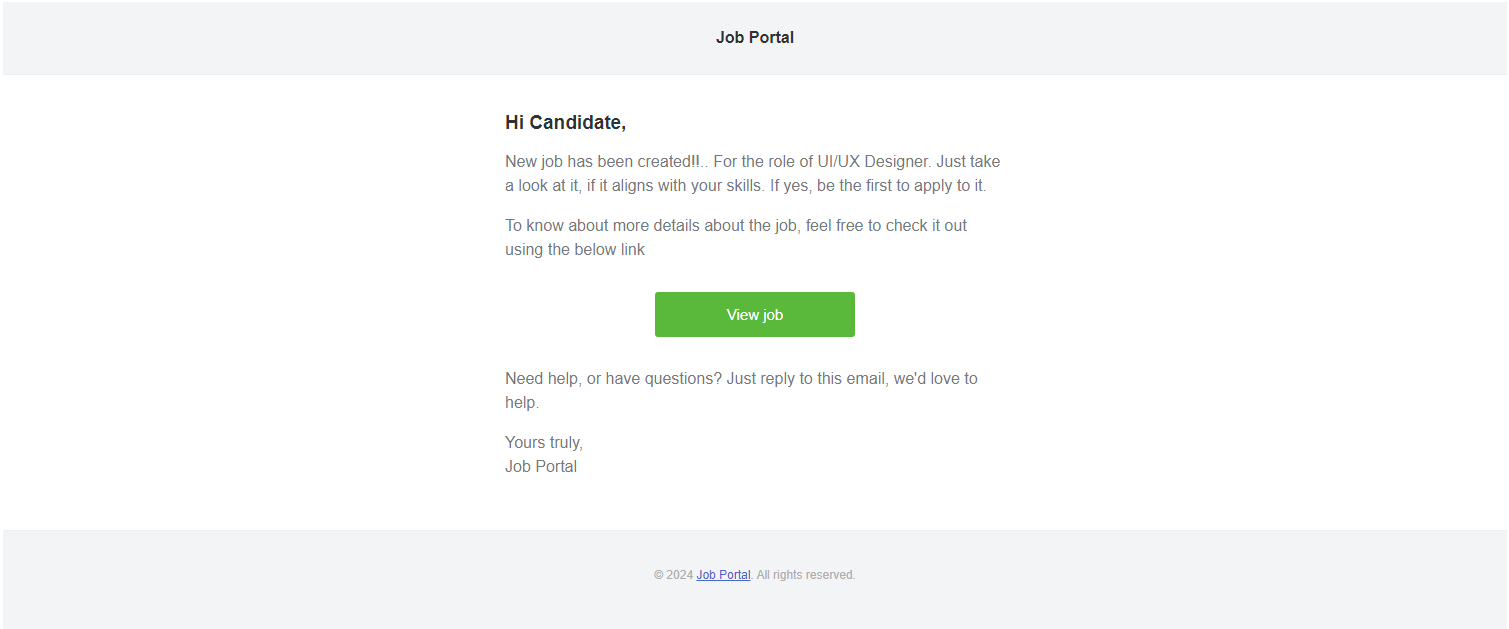 Job Portal
Hi Candidate,
New job has been created!!.. For the role of UI/UX Designer. Just take
a look at it, if it aligns with your skills. If yes, be the first to apply to it.
To know about more details about the job, feel free to check it out
using the below link
View job
Need help, or have questions? Just reply to this email, we'd love to
help.
Yours truly,
Job Portal
© 2024 Job Portal. All rights reserved.